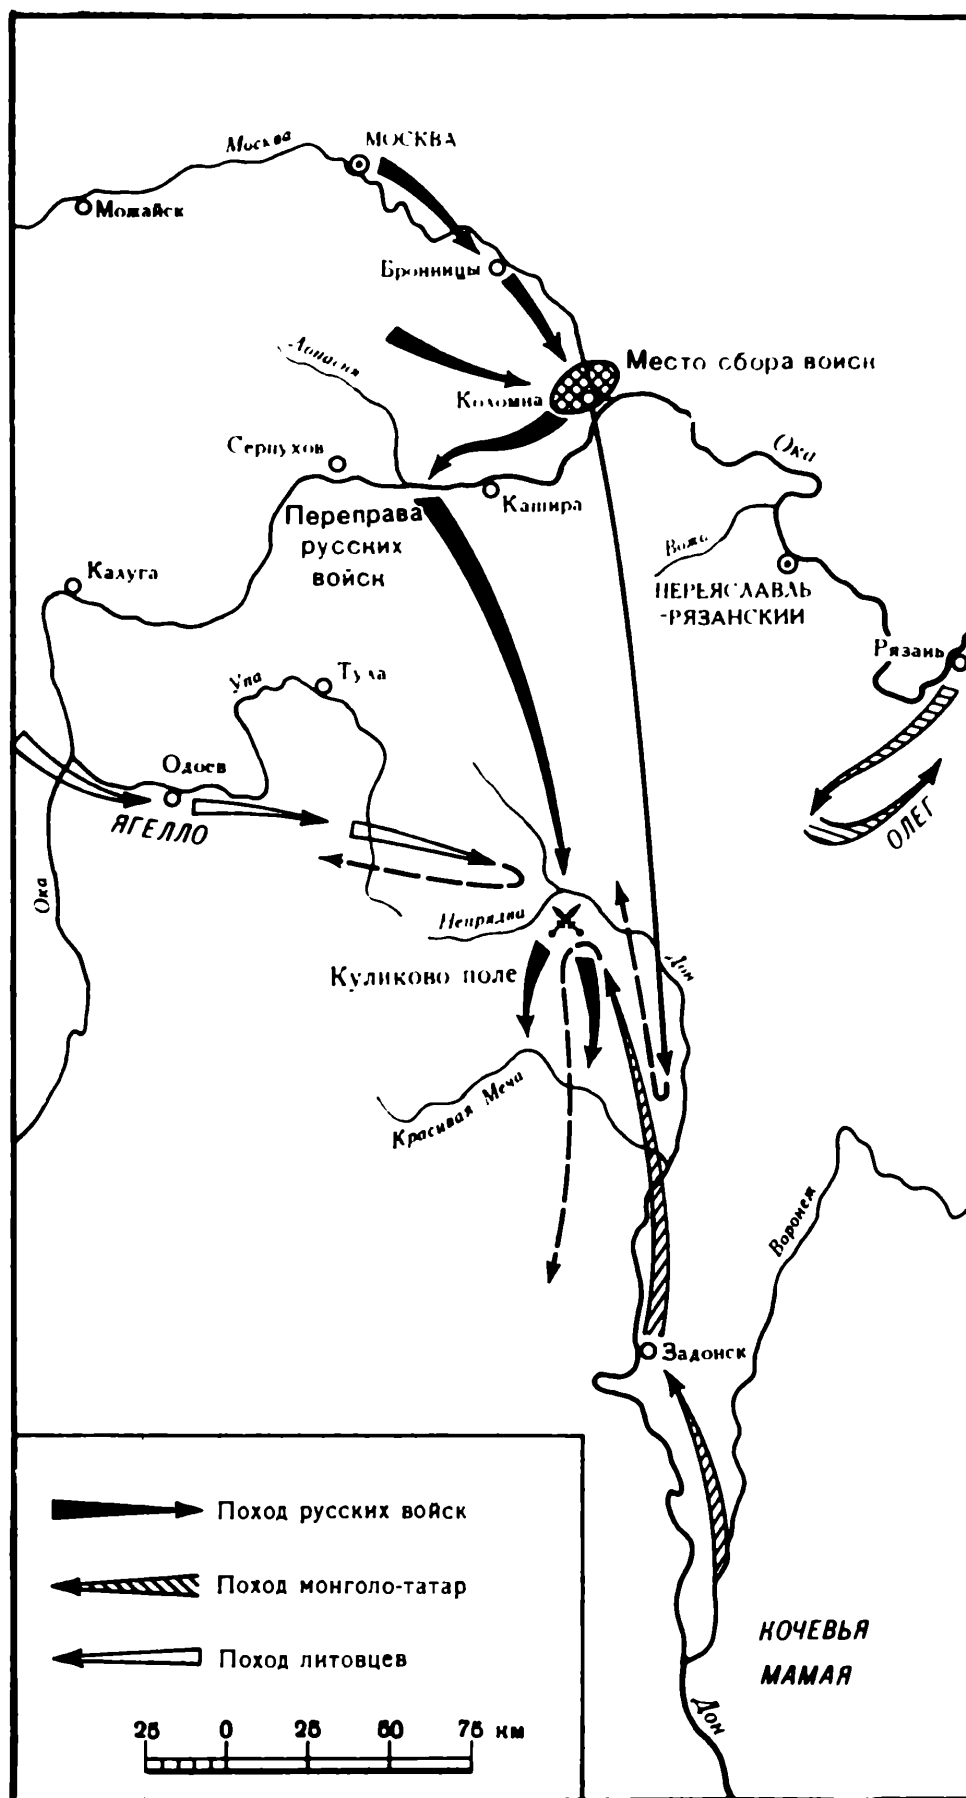 Москва
МОСКВА
Можайск
Бронницы
Лопасня
Место сбора войск
Коломна
Серпухов
Ока
Кашира
Переправа
русских
войск
Вожа
Калуга
ПЕРЕЯСЛАВЛЬ
-РЯЗАНСКИЙ
Рязань
Упа
Тула
Одоев
ЯГЕЛЛО
ОЛЕГ
Ока
Непрядва
Дон
Куликово поле
Красивая Меча
Воронеж
Задонск
Поход русских войск
Поход монголо-татар
Поход литовцев
КОЧЕВЬЯ
МАМАЯ
Дон
25 0 25 50 75 км